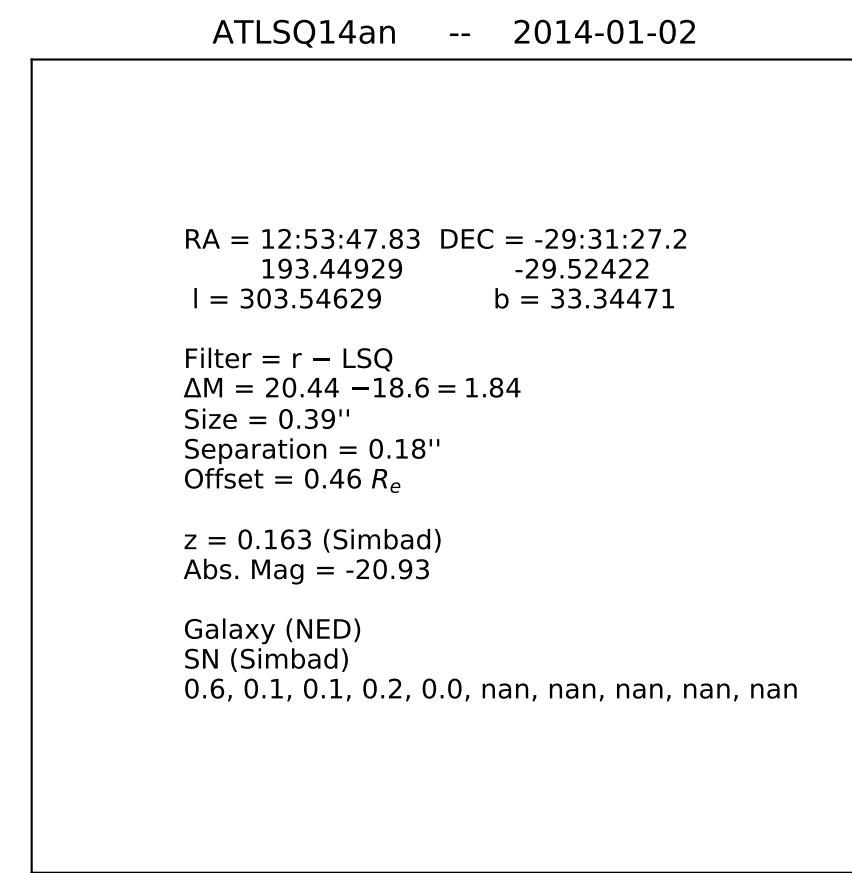 ATLSQ14an -- 2014-01-02
RA = 12:53:47.83 DEC = -29:31:27.2
193.44929 -29.52422
l = 303.54629 b = 33.34471
Filter = r − LSQ
ΔM = 20.44 −18.6 = 1.84
Size = 0.39''
Separation = 0.18''
Offset = 0.46 Rₑ
z = 0.163 (Simbad)
Abs. Mag = -20.93
Galaxy (NED)
SN (Simbad)
0.6, 0.1, 0.1, 0.2, 0.0, nan, nan, nan, nan, nan